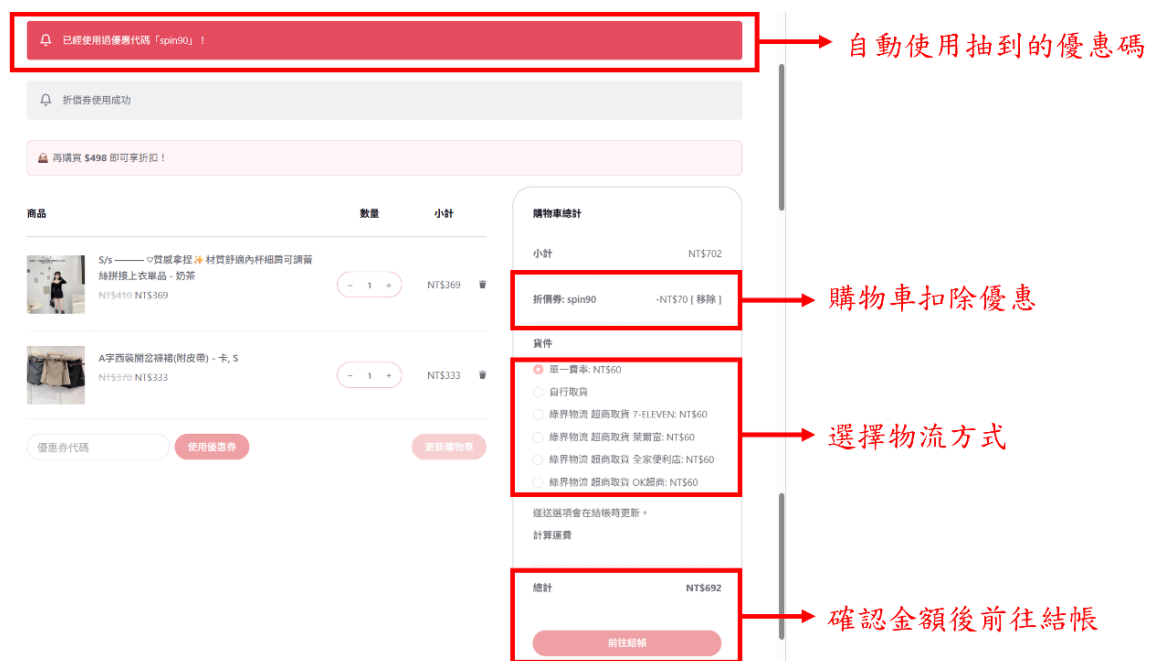 已經使用過優惠代碼「spin90」！
自動使用抽到的優惠碼
折價券使用成功
再購買 $498 即可享折扣！
商品 數量 小計
S/s ——— ♡質感拿捏✨材質舒適內杯細肩可調蕾
絲拼接上衣單品 - 奶茶
NT$410 NT$369
- 1 +
NT$369
A字西裝開岔褲裙(附皮帶) - 卡, S
NT$370 NT$333
- 1 +
NT$333
優惠券代碼 使用優惠券 更新購物車
購物車總計
小計 NT$702
折價券: spin90 -NT$70 [ 移除 ]
購物車扣除優惠
貨件
單一費率: NT$60
自行取貨
綠界物流 超商取貨 7-ELEVEN: NT$60
綠界物流 超商取貨 萊爾富: NT$60
綠界物流 超商取貨 全家便利店: NT$60
綠界物流 超商取貨 OK超商: NT$60
選擇物流方式
運送選項會在結帳時更新。
計算運費
總計 NT$692
前往結帳
確認金額後前往結帳